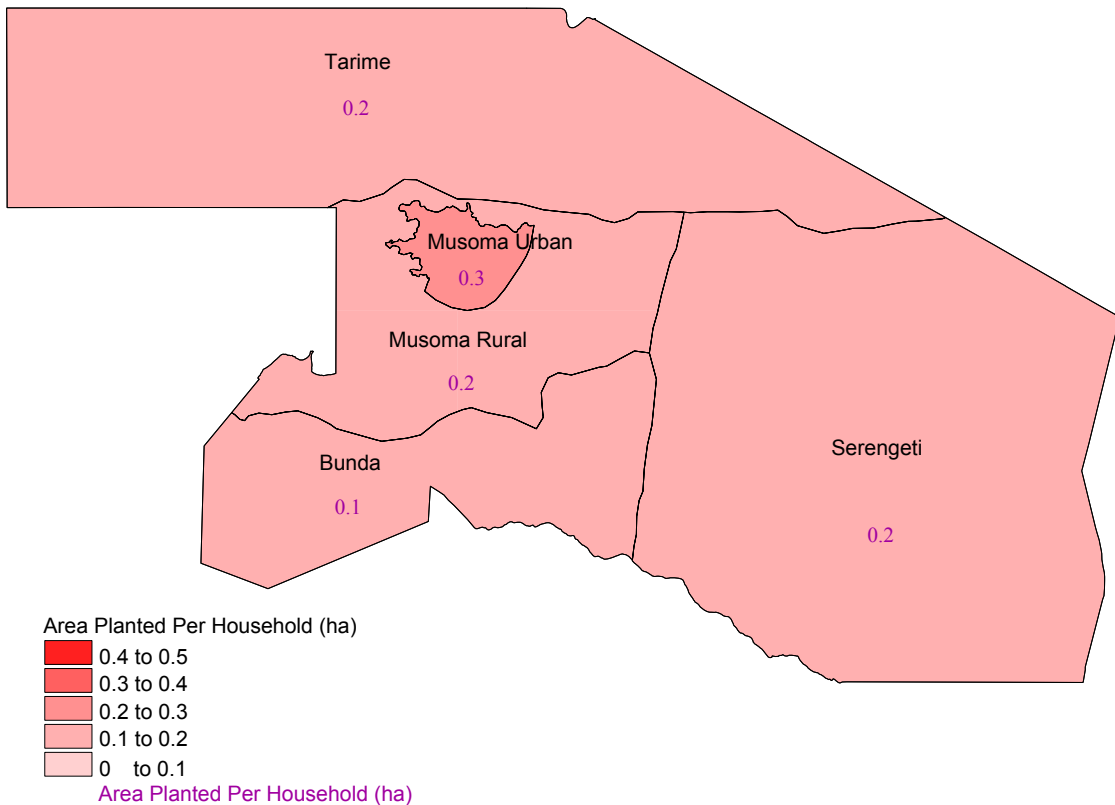 Tarime
0.2
Musoma Urban
0.3
Musoma Rural
0.2
Bunda
0.1
Serengeti
0.2
Area Planted Per Household (ha)
0.4 to 0.5
0.3 to 0.4
0.2 to 0.3
0.1 to 0.2
0 to 0.1
Area Planted Per Household (ha)